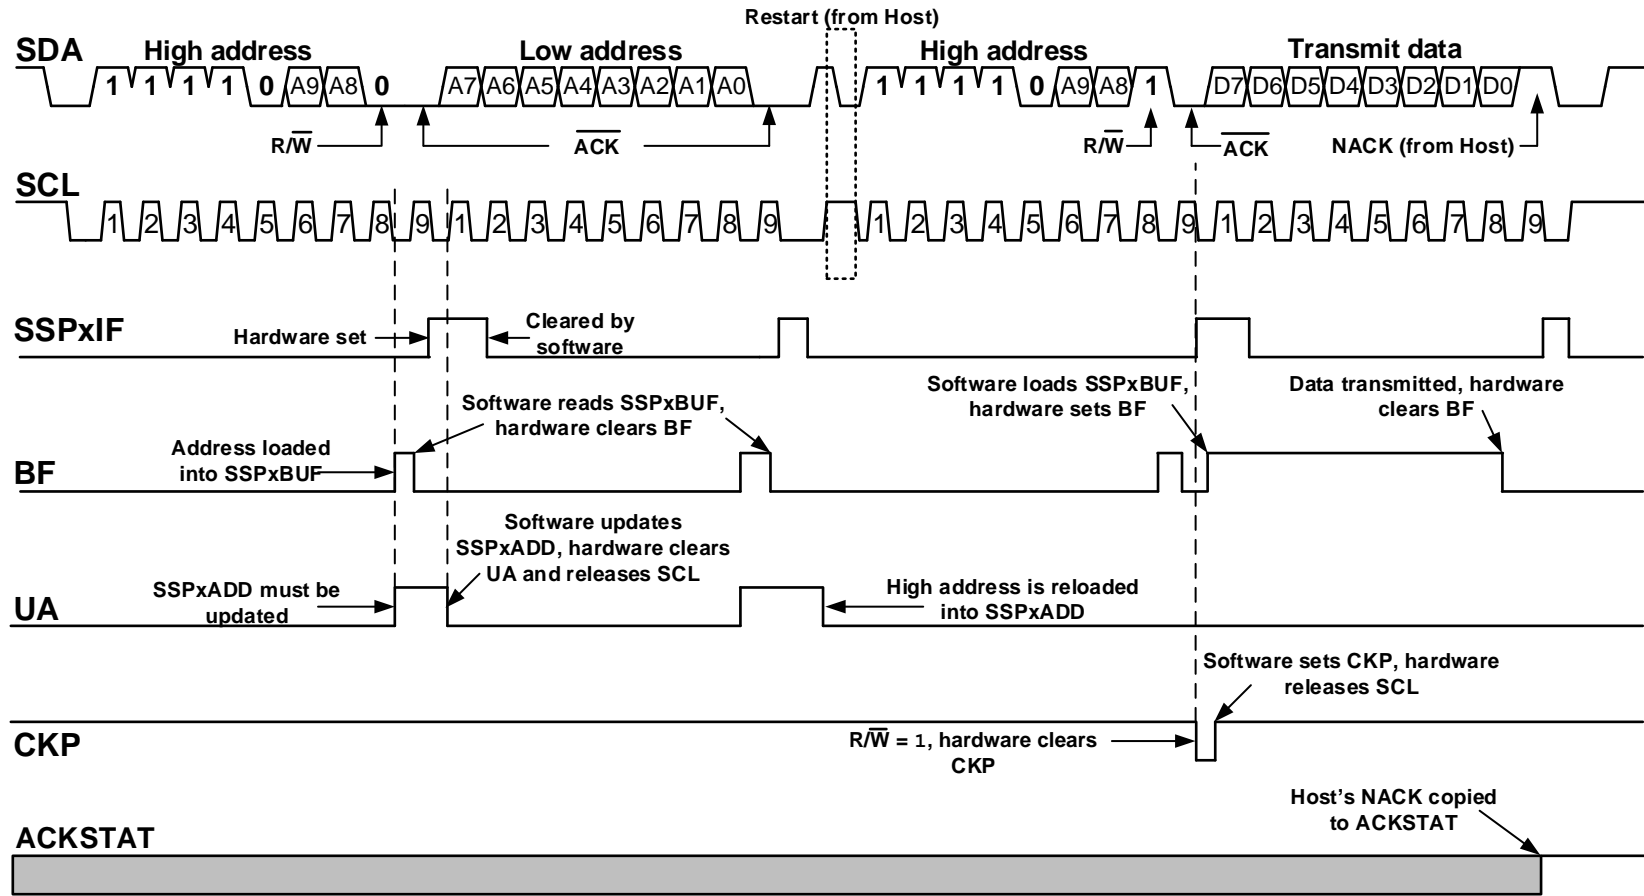 Restart (from Host)
SDA
High address
Low address
High address
Transmit data
1 1 1 1 0 A9 A8 0 A7 A6 A5 A4 A3 A2 A1 A0 1 1 1 1 0 A9 A8 1 D7 D6 D5 D4 D3 D2 D1 D0
R/W ACK R/W ACK NACK (from Host)
SCL
1 2 3 4 5 6 7 8 9 1 2 3 4 5 6 7 8 9 1 2 3 4 5 6 7 8 9 1 2 3 4 5 6 7 8 9
SSPxIF
Hardware set
Cleared by
software
BF
Address loaded
into SSPxBUF
Software reads SSPxBUF,
hardware clears BF
Software loads SSPxBUF,
hardware sets BF
Data transmitted, hardware
clears BF
UA
SSPxADD must be
updated
Software updates
SSPxADD, hardware clears
UA and releases SCL
High address is reloaded
into SSPxADD
CKP
R/W = 1, hardware clears
CKP
Software sets CKP, hardware
releases SCL
ACKSTAT
Host's NACK copied
to ACKSTAT